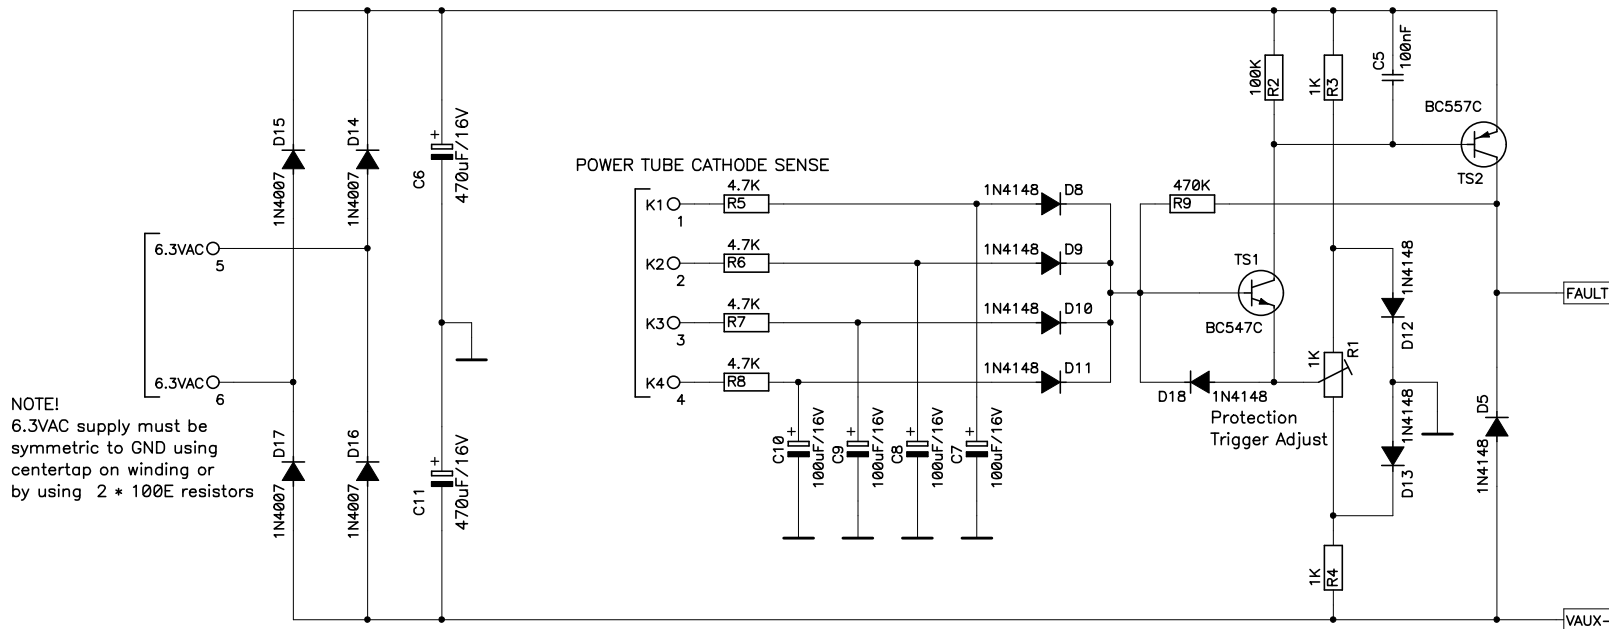 D15
1N4007
D14
1N4007
C6
470uF/16V
POWER TUBE CATHODE SENSE
K1
1
4.7K
R5
K2
2
4.7K
R6
K3
3
4.7K
R7
K4
4
4.7K
R8
1N4148
D8
1N4148
D9
1N4148
D10
1N4148
D11
470K
R9
100K
R2
1K
R3
C5
100nF
BC557C
TS2
TS1
BC547C
1N4148
D12
1K
R1
D18
1N4148
Protection
Trigger Adjust
1N4148
D13
D5
1N4148
FAULT
6.3VAC
5
6.3VAC
6
NOTE!
6.3VAC supply must be
symmetric to GND using
centertap on winding or
by using 2 * 100E resistors
D17
1N4007
D16
1N4007
C11
470uF/16V
C10
100uF/16V
C9
100uF/16V
C8
100uF/16V
C7
100uF/16V
1K
R4
VAUX-
+
+
+
+
+
+